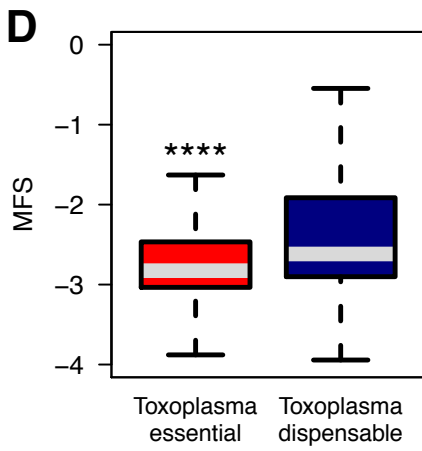 D
0
−1
−2
−3
−4
MFS
****
Toxoplasma essential
Toxoplasma dispensable